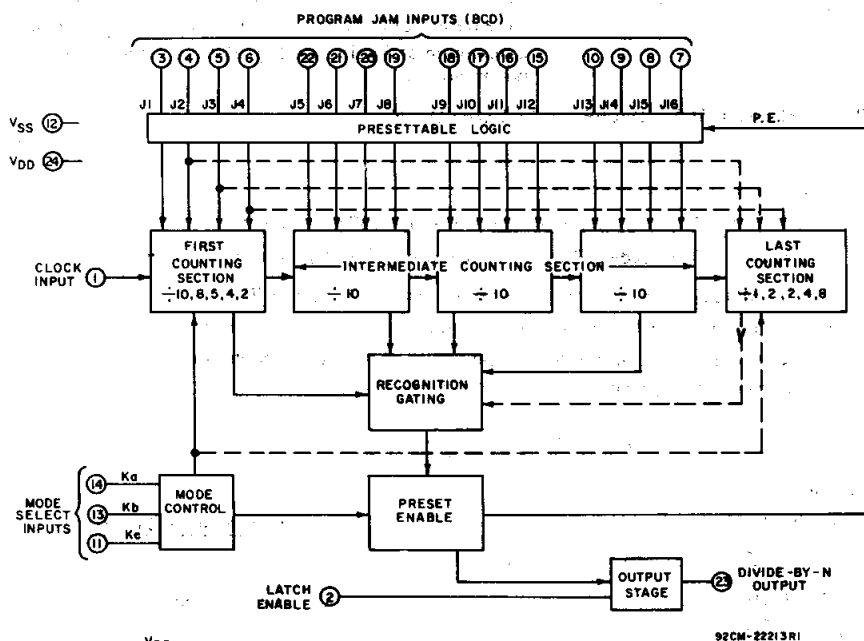 PROGRAM JAM INPUTS (BCD)
3 4 5 6 22 21 20 19 18 17 16 15 10 9 8 7
J1 J2 J3 J4 J5 J6 J7 J8 J9 J10 J11 J12 J13 J14 J15 J16
VSS 12
PRESETTABLE LOGIC
P.E.
VDD 24
CLOCK
INPUT 1
FIRST
COUNTING
SECTION
÷10,8,5,4,2
INTERMEDIATE COUNTING SECTION
÷ 10
÷ 10
÷ 10
LAST
COUNTING
SECTION
÷1,2,2,4,8
RECOGNITION
GATING
MODE
SELECT
INPUTS
14 Ka
13 Kb
11 Kc
MODE
CONTROL
PRESET
ENABLE
LATCH
ENABLE 2
OUTPUT
STAGE
23 DIVIDE-BY-N
OUTPUT
92CM-22213R1